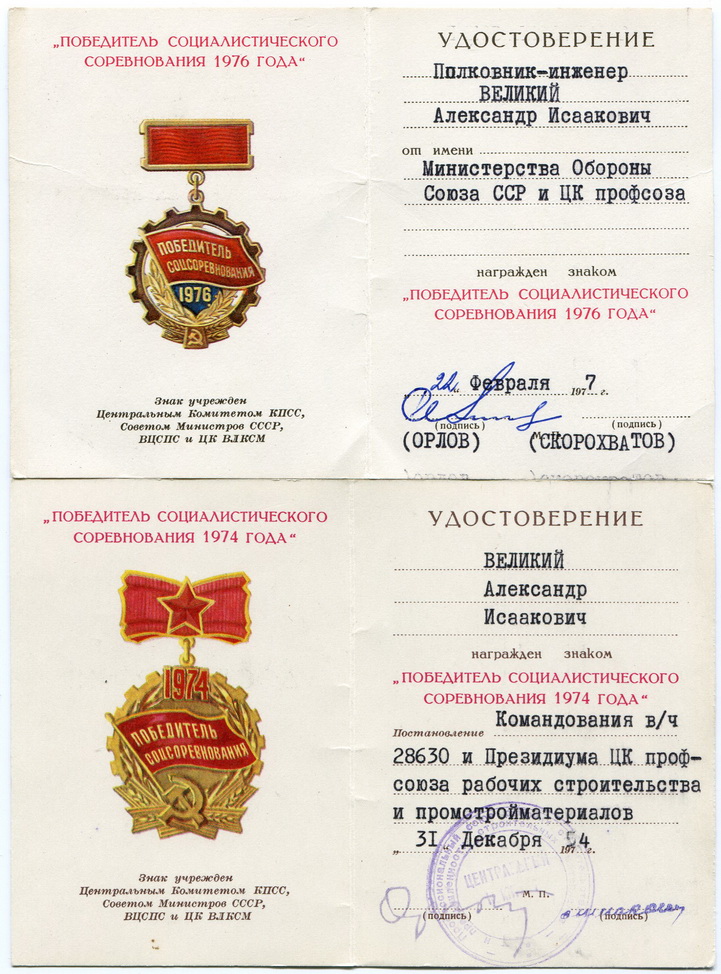 „ПОБЕДИТЕЛЬ СОЦИАЛИСТИЧЕСКОГО
СОРЕВНОВАНИЯ 1976 ГОДА“
ПОБЕДИТЕЛЬ
СОЦСОРЕВНОВАНИЯ
1976
Знак учрежден
Центральным Комитетом КПСС,
Советом Министров СССР,
ВЦСПС и ЦК ВЛКСМ
УДОСТОВЕРЕНИЕ
Полковник-инженер
ВЕЛИКИЙ
Александр Исаакович
от имени
Министерства Обороны
Союза ССР и ЦК профсоза
награжден знаком
„ПОБЕДИТЕЛЬ СОЦИАЛИСТИЧЕСКОГО
СОРЕВНОВАНИЯ 1976 ГОДА“
„22“ Февраля 1977 г.
(подпись) (подпись)
(ОРЛОВ) М. П. (СКОРОХВАТОВ)
„ПОБЕДИТЕЛЬ СОЦИАЛИСТИЧЕСКОГО
СОРЕВНОВАНИЯ 1974 ГОДА“
1974
ПОБЕДИТЕЛЬ
СОЦСОРЕВНОВАНИЯ
Знак учрежден
Центральным Комитетом КПСС,
Советом Министров СССР,
ВЦСПС и ЦК ВЛКСМ
УДОСТОВЕРЕНИЕ
ВЕЛИКИЙ
Александр
Исаакович
награжден знаком
„ПОБЕДИТЕЛЬ СОЦИАЛИСТИЧЕСКОГО
СОРЕВНОВАНИЯ 1974 ГОДА“
Постановление Командования в/ч
28630 и Президиума ЦК проф-
союза рабочих строительства
и промстройматериалов
„31“ Декабря 1974 г.
М. П.
(подпись) (подпись)